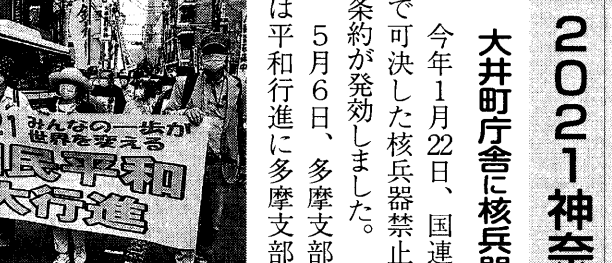 2021神奈
大井町庁舎に核兵器
今年1月22日、国連
で可決した核兵器禁止
条約が発効しました。
5月6日、多摩支部
は平和行進に多摩支部
21 みんなの一歩が
世界を変える
民平和
大行進